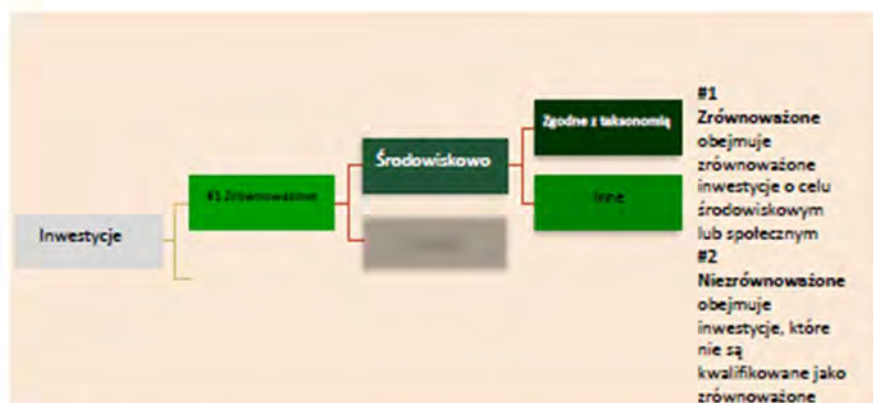 Inwestycje
#1 Zrównoważone
Środowiskowo
Zgodne z taksonomią
Inne
#1
Zrównoważone
obejmuje
zrównoważone
inwestycje o celu
środowiskowym
lub społecznym
#2
Niezrównoważone
obejmuje
inwestycje, które
nie są
kwalifikowane jako
zrównoważone